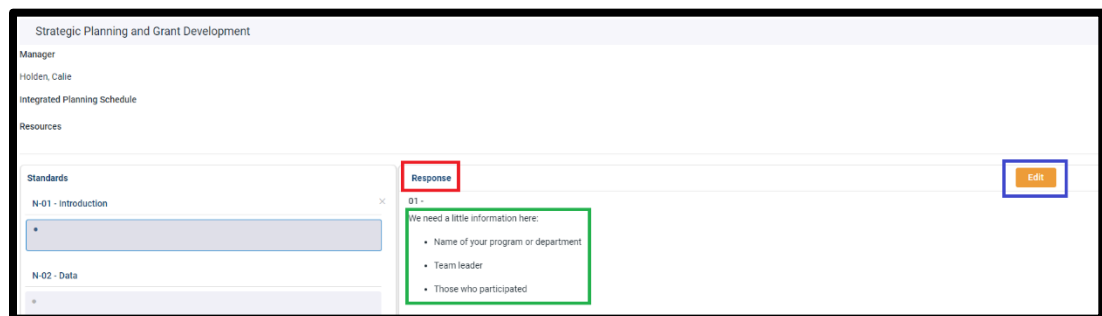 Strategic Planning and Grant Development
Manager
Holden, Calie
Integrated Planning Schedule
Resources
Standards
N-01 - Introduction
×
•
N-02 - Data
•
Response
Edit
01 -
We need a little information here:
• Name of your program or department
• Team leader
• Those who participated